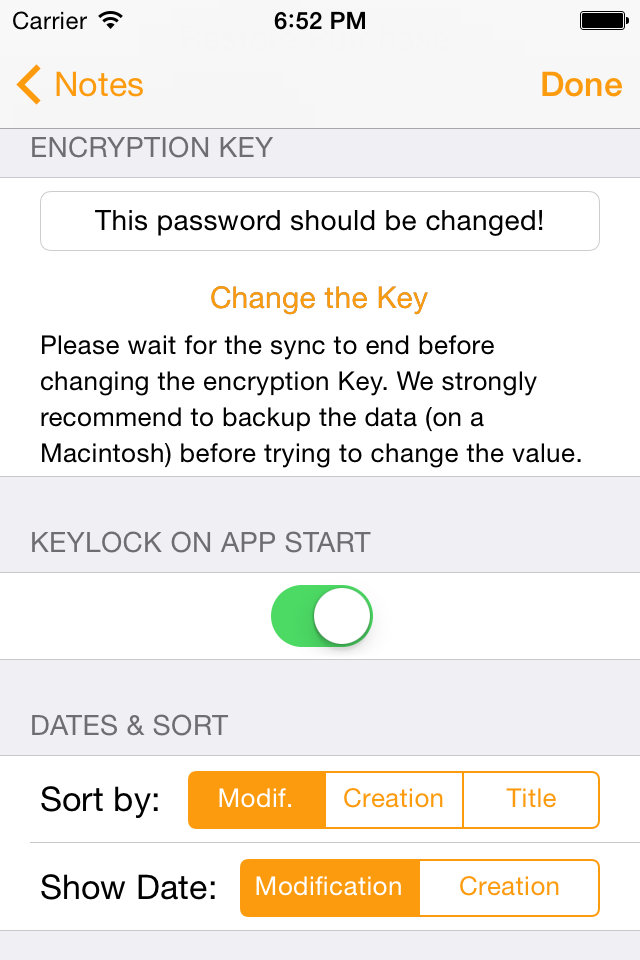 Carrier 6:52 PM
Notes Done
ENCRYPTION KEY
This password should be changed!
Change the Key
Please wait for the sync to end before
changing the encryption Key. We strongly
recommend to backup the data (on a
Macintosh) before trying to change the value.
KEYLOCK ON APP START
DATES & SORT
Sort by: Modif. Creation Title
Show Date: Modification Creation